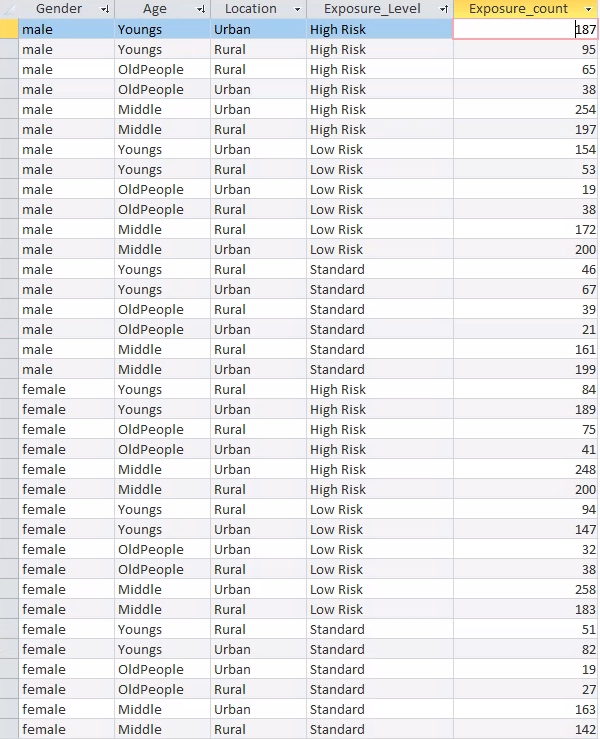 Gender Age Location Exposure_Level Exposure_count
male Youngs Urban High Risk 187
male Youngs Rural High Risk 95
male OldPeople Rural High Risk 65
male OldPeople Urban High Risk 38
male Middle Urban High Risk 254
male Middle Rural High Risk 197
male Youngs Urban Low Risk 154
male Youngs Rural Low Risk 53
male OldPeople Urban Low Risk 19
male OldPeople Rural Low Risk 38
male Middle Rural Low Risk 172
male Middle Urban Low Risk 200
male Youngs Rural Standard 46
male Youngs Urban Standard 67
male OldPeople Rural Standard 39
male OldPeople Urban Standard 21
male Middle Rural Standard 161
male Middle Urban Standard 199
female Youngs Rural High Risk 84
female Youngs Urban High Risk 189
female OldPeople Rural High Risk 75
female OldPeople Urban High Risk 41
female Middle Urban High Risk 248
female Middle Rural High Risk 200
female Youngs Rural Low Risk 94
female Youngs Urban Low Risk 147
female OldPeople Urban Low Risk 32
female OldPeople Rural Low Risk 38
female Middle Urban Low Risk 258
female Middle Rural Low Risk 183
female Youngs Rural Standard 51
female Youngs Urban Standard 82
female OldPeople Urban Standard 19
female OldPeople Rural Standard 27
female Middle Urban Standard 163
female Middle Rural Standard 142